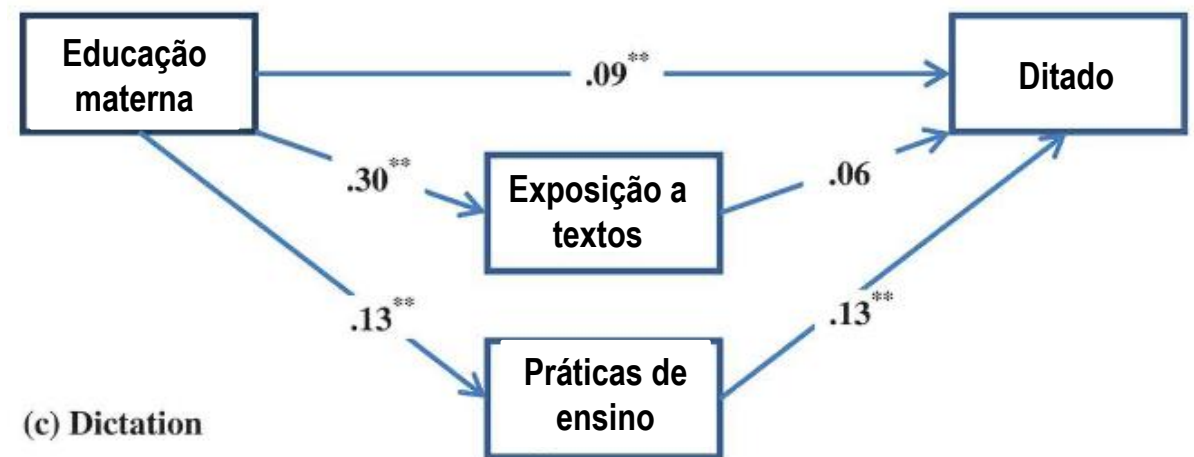 Educação
materna
.09**
Ditado
.30**
Exposição a
textos
.06
.13**
.13**
Práticas de
ensino
(c) Dictation